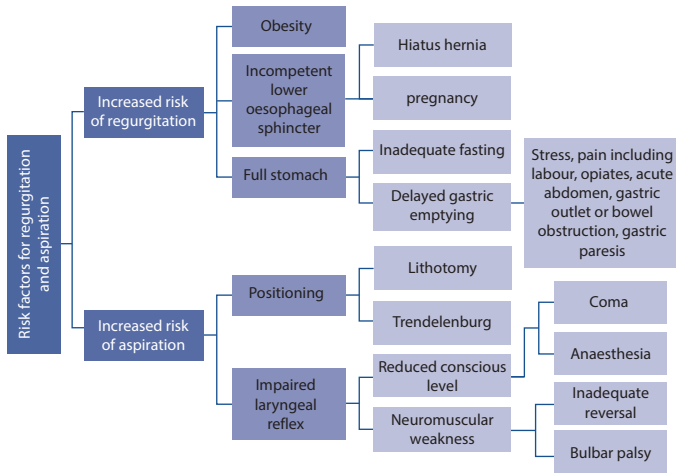 Risk factors for regurgitation
and aspiration
Increased risk
of regurgitation
Obesity
Incompetent
lower
oesophageal
sphincter
Hiatus hernia
pregnancy
Full stomach
Inadequate fasting
Delayed gastric
emptying
Stress, pain including
labour, opiates, acute
abdomen, gastric
outlet or bowel
obstruction, gastric
paresis
Increased risk
of aspiration
Positioning
Lithotomy
Trendelenburg
Impaired
laryngeal
reflex
Reduced conscious
level
Coma
Anaesthesia
Neuromuscular
weakness
Inadequate
reversal
Bulbar palsy